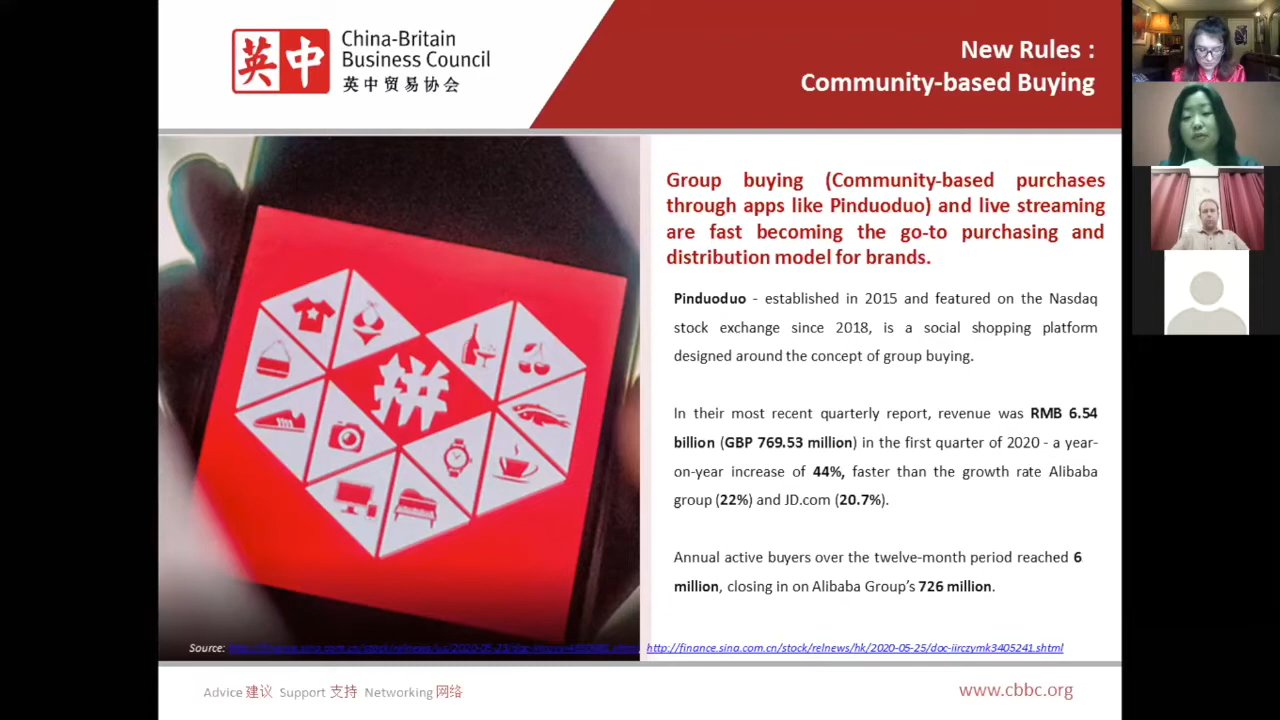 英中
China-Britain
Business Council
英中贸易协会
New Rules :
Community-based Buying
Group buying (Community-based purchases
through apps like Pinduoduo) and live streaming
are fast becoming the go-to purchasing and
distribution model for brands.
拼
Pinduoduo - established in 2015 and featured on the Nasdaq
stock exchange since 2018, is a social shopping platform
designed around the concept of group buying.
In their most recent quarterly report, revenue was RMB 6.54
billion (GBP 769.53 million) in the first quarter of 2020 - a year-
on-year increase of 44%, faster than the growth rate Alibaba
group (22%) and JD.com (20.7%).
Annual active buyers over the twelve-month period reached 6
million, closing in on Alibaba Group's 726 million.
Source:
http://finance.sina.com.cn/stock/relnews/hk/2020-05-25/doc-iirczymk3405241.shtml
Advice 建议 Support 支持 Networking 网络
www.cbbc.org